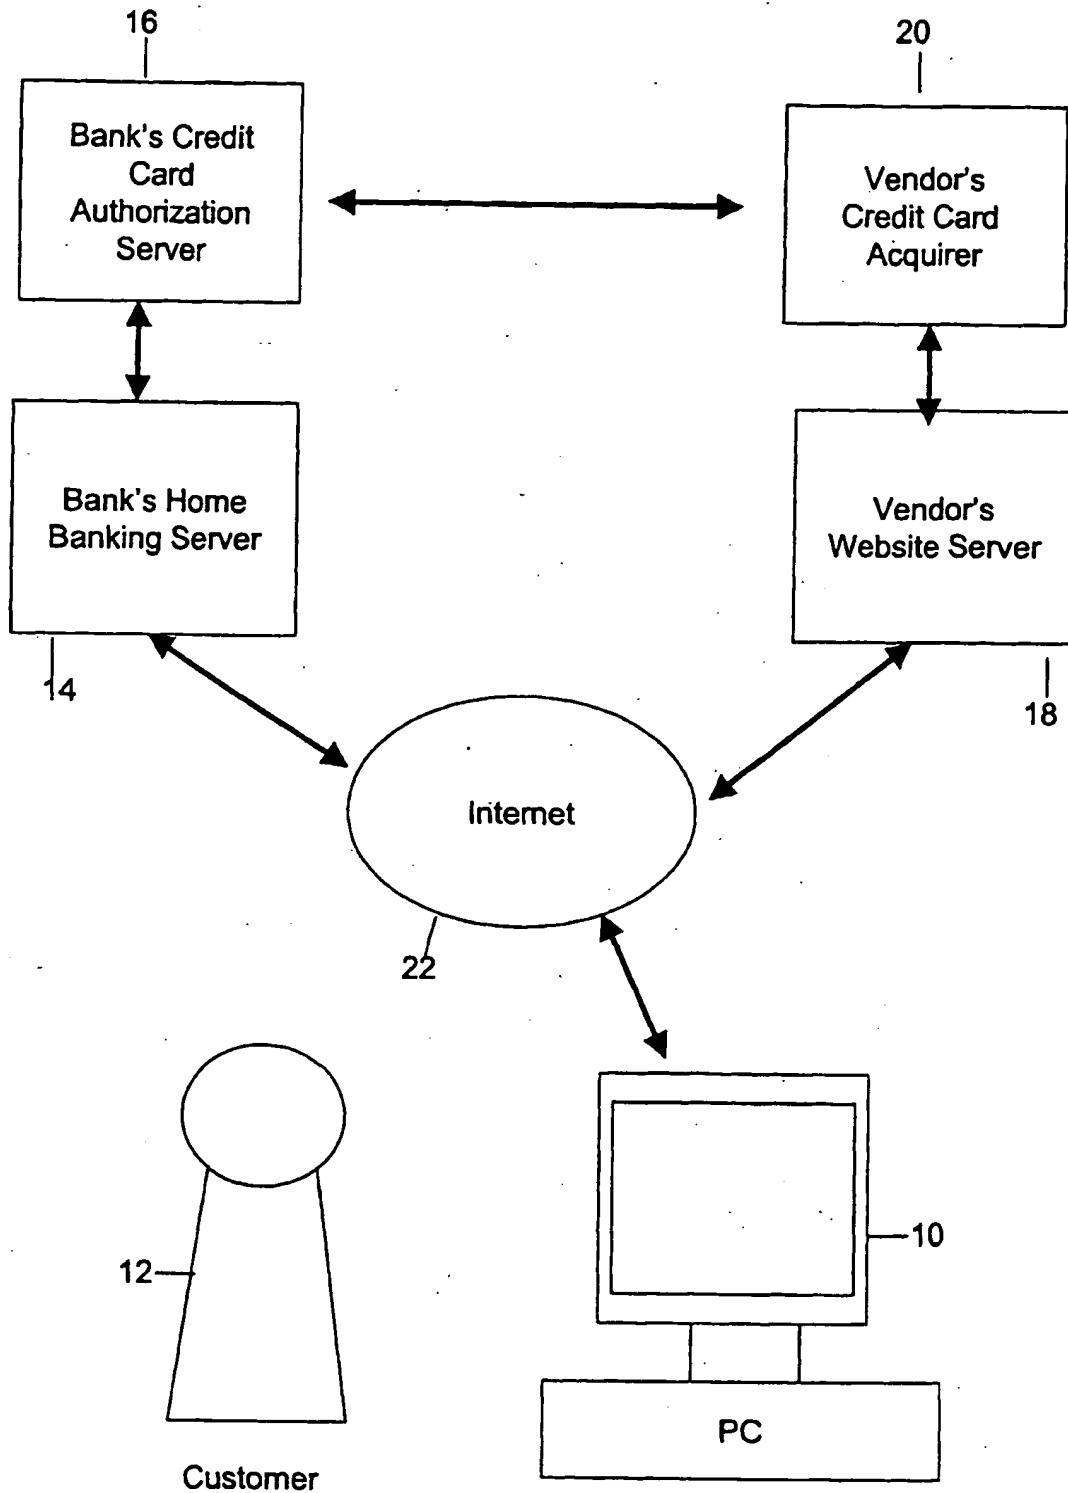 16
20
Bank's Credit
Card
Authorization
Server
Vendor's
Credit Card
Acquirer
Bank's Home
Banking Server
Vendor's
Website Server
14
18
Internet
22
12
10
PC
Customer